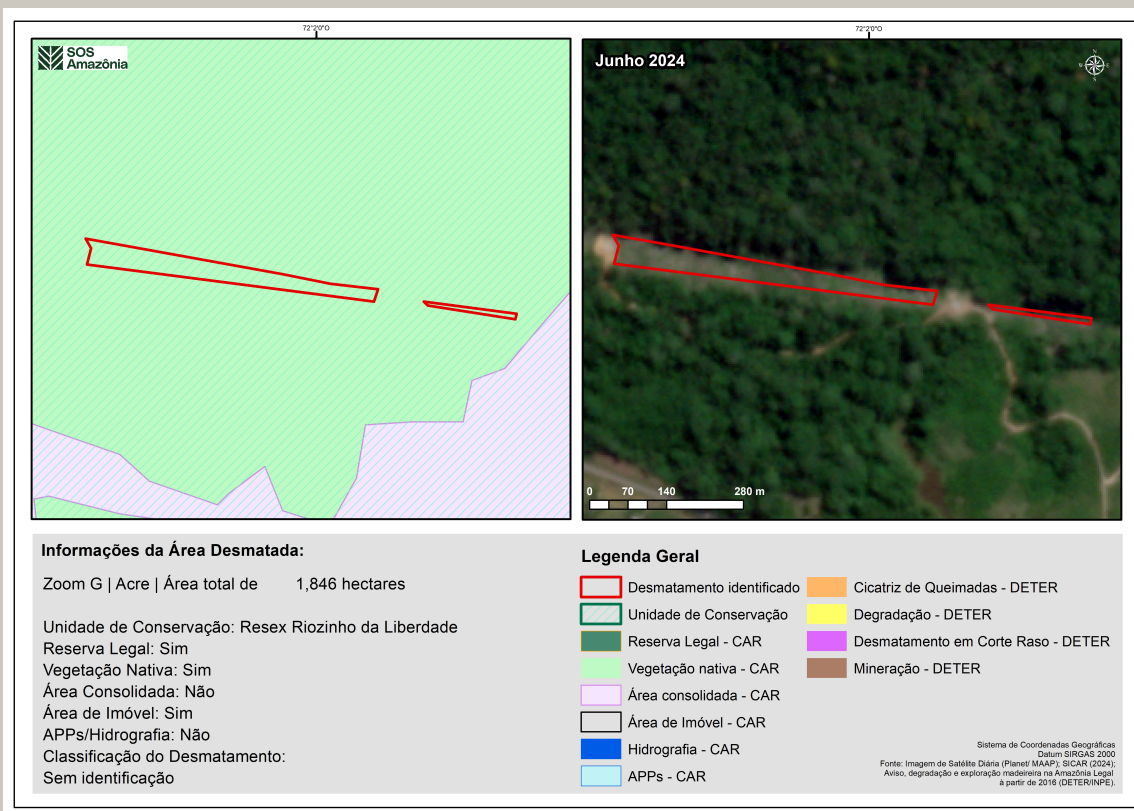 72°2'0"O
72°2'0"O
SOS
Amazônia
Junho 2024
N
0 70 140 280 m
Informações da Área Desmatada:
Zoom G | Acre | Área total de 1,846 hectares
Unidade de Conservação: Resex Riozinho da Liberdade
Reserva Legal: Sim
Vegetação Nativa: Sim
Área Consolidada: Não
Área de Imóvel: Sim
APPs/Hidrografia: Não
Classificação do Desmatamento:
Sem identificação
Legenda Geral
Desmatamento identificado
Unidade de Conservação
Reserva Legal - CAR
Vegetação nativa - CAR
Área consolidada - CAR
Área de Imóvel - CAR
Hidrografia - CAR
APPs - CAR
Cicatriz de Queimadas - DETER
Degradação - DETER
Desmatamento em Corte Raso - DETER
Mineração - DETER
Sistema de Coordenadas Geográficas
Datum SIRGAS 2000
Fonte: Imagem de Satélite Diária (Planet/ MAAP); SICAR (2024);
Aviso, degradação e exploração madeireira na Amazônia Legal
à partir de 2016 (DETER/INPE).